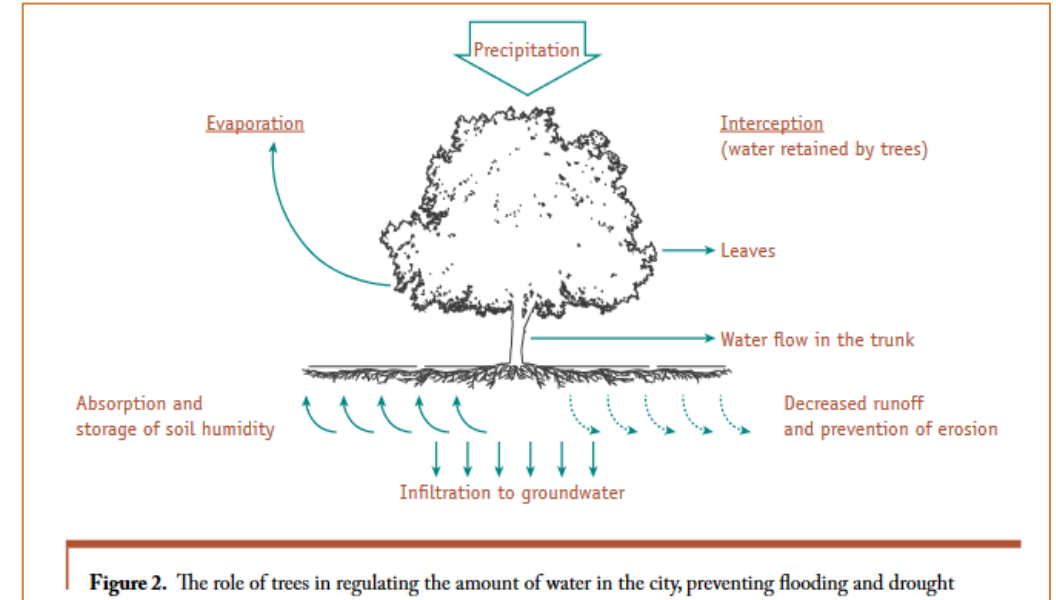 Precipitation
Evaporation
Interception
(water retained by trees)
Leaves
Water flow in the trunk
Absorption and
storage of soil humidity
Decreased runoff
and prevention of erosion
Infiltration to groundwater
Figure 2. The role of trees in regulating the amount of water in the city, preventing flooding and drought